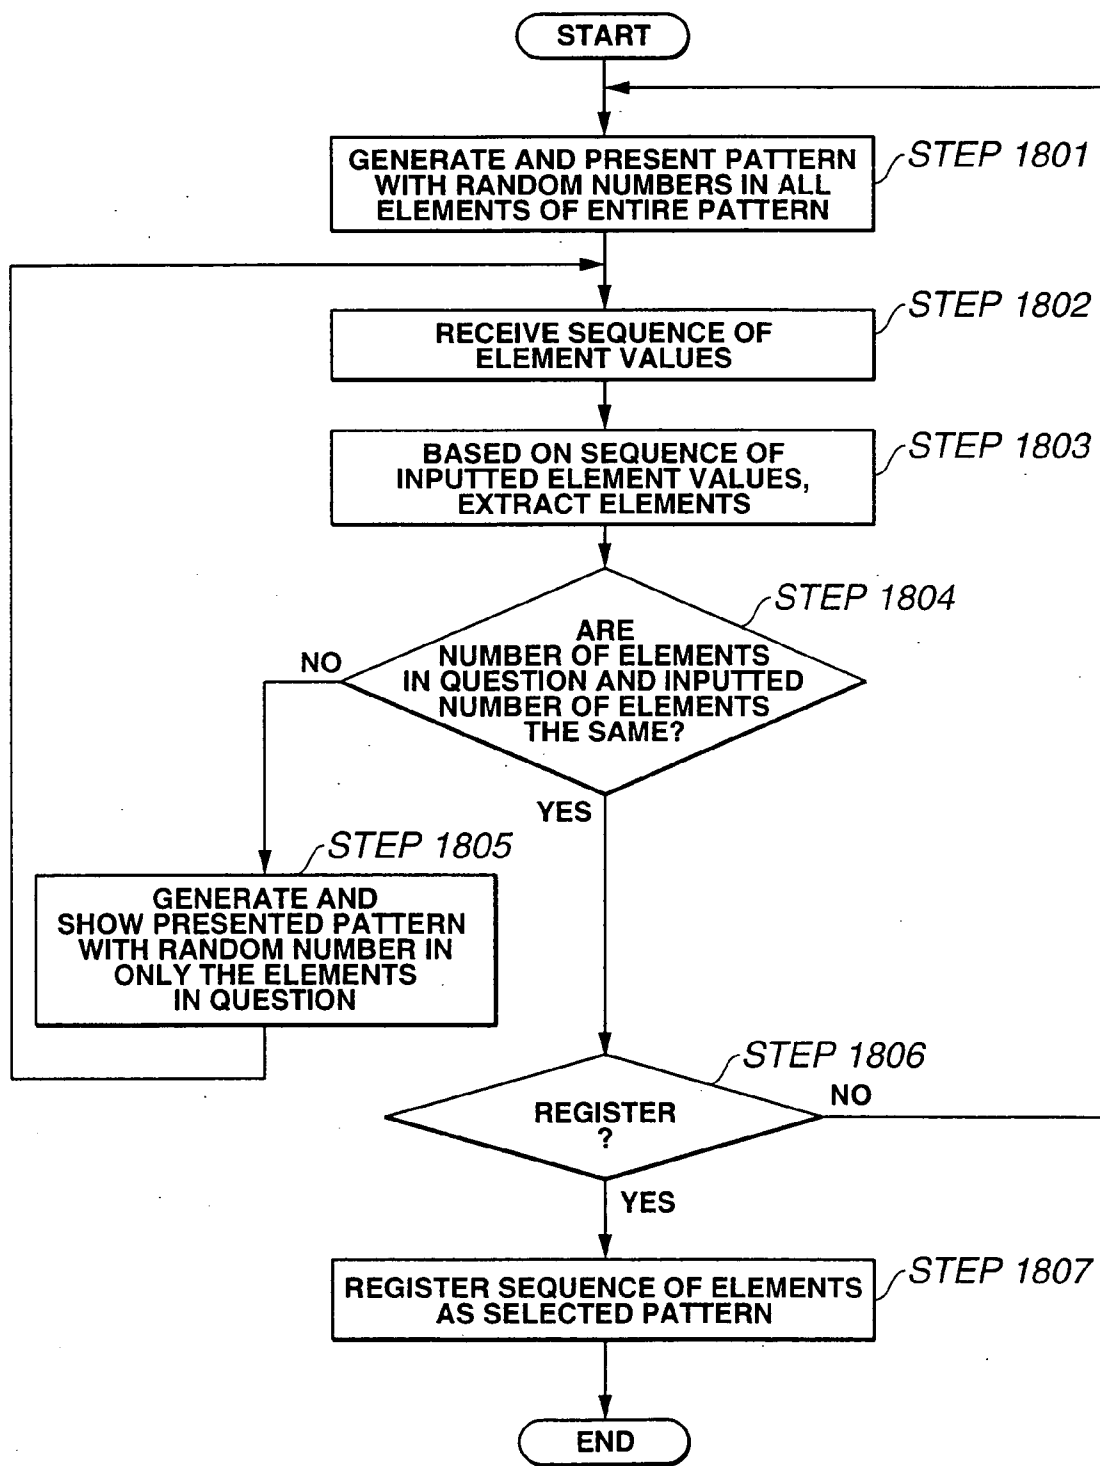 START
GENERATE AND PRESENT PATTERN
WITH RANDOM NUMBERS IN ALL
ELEMENTS OF ENTIRE PATTERN
STEP 1801
RECEIVE SEQUENCE OF
ELEMENT VALUES
STEP 1802
BASED ON SEQUENCE OF
INPUTTED ELEMENT VALUES,
EXTRACT ELEMENTS
STEP 1803
ARE
NUMBER OF ELEMENTS
IN QUESTION AND INPUTTED
NUMBER OF ELEMENTS
THE SAME?
STEP 1804
NO
YES
STEP 1805
GENERATE AND
SHOW PRESENTED PATTERN
WITH RANDOM NUMBER IN
ONLY THE ELEMENTS
IN QUESTION
STEP 1806
REGISTER
?
NO
YES
REGISTER SEQUENCE OF ELEMENTS
AS SELECTED PATTERN
STEP 1807
END